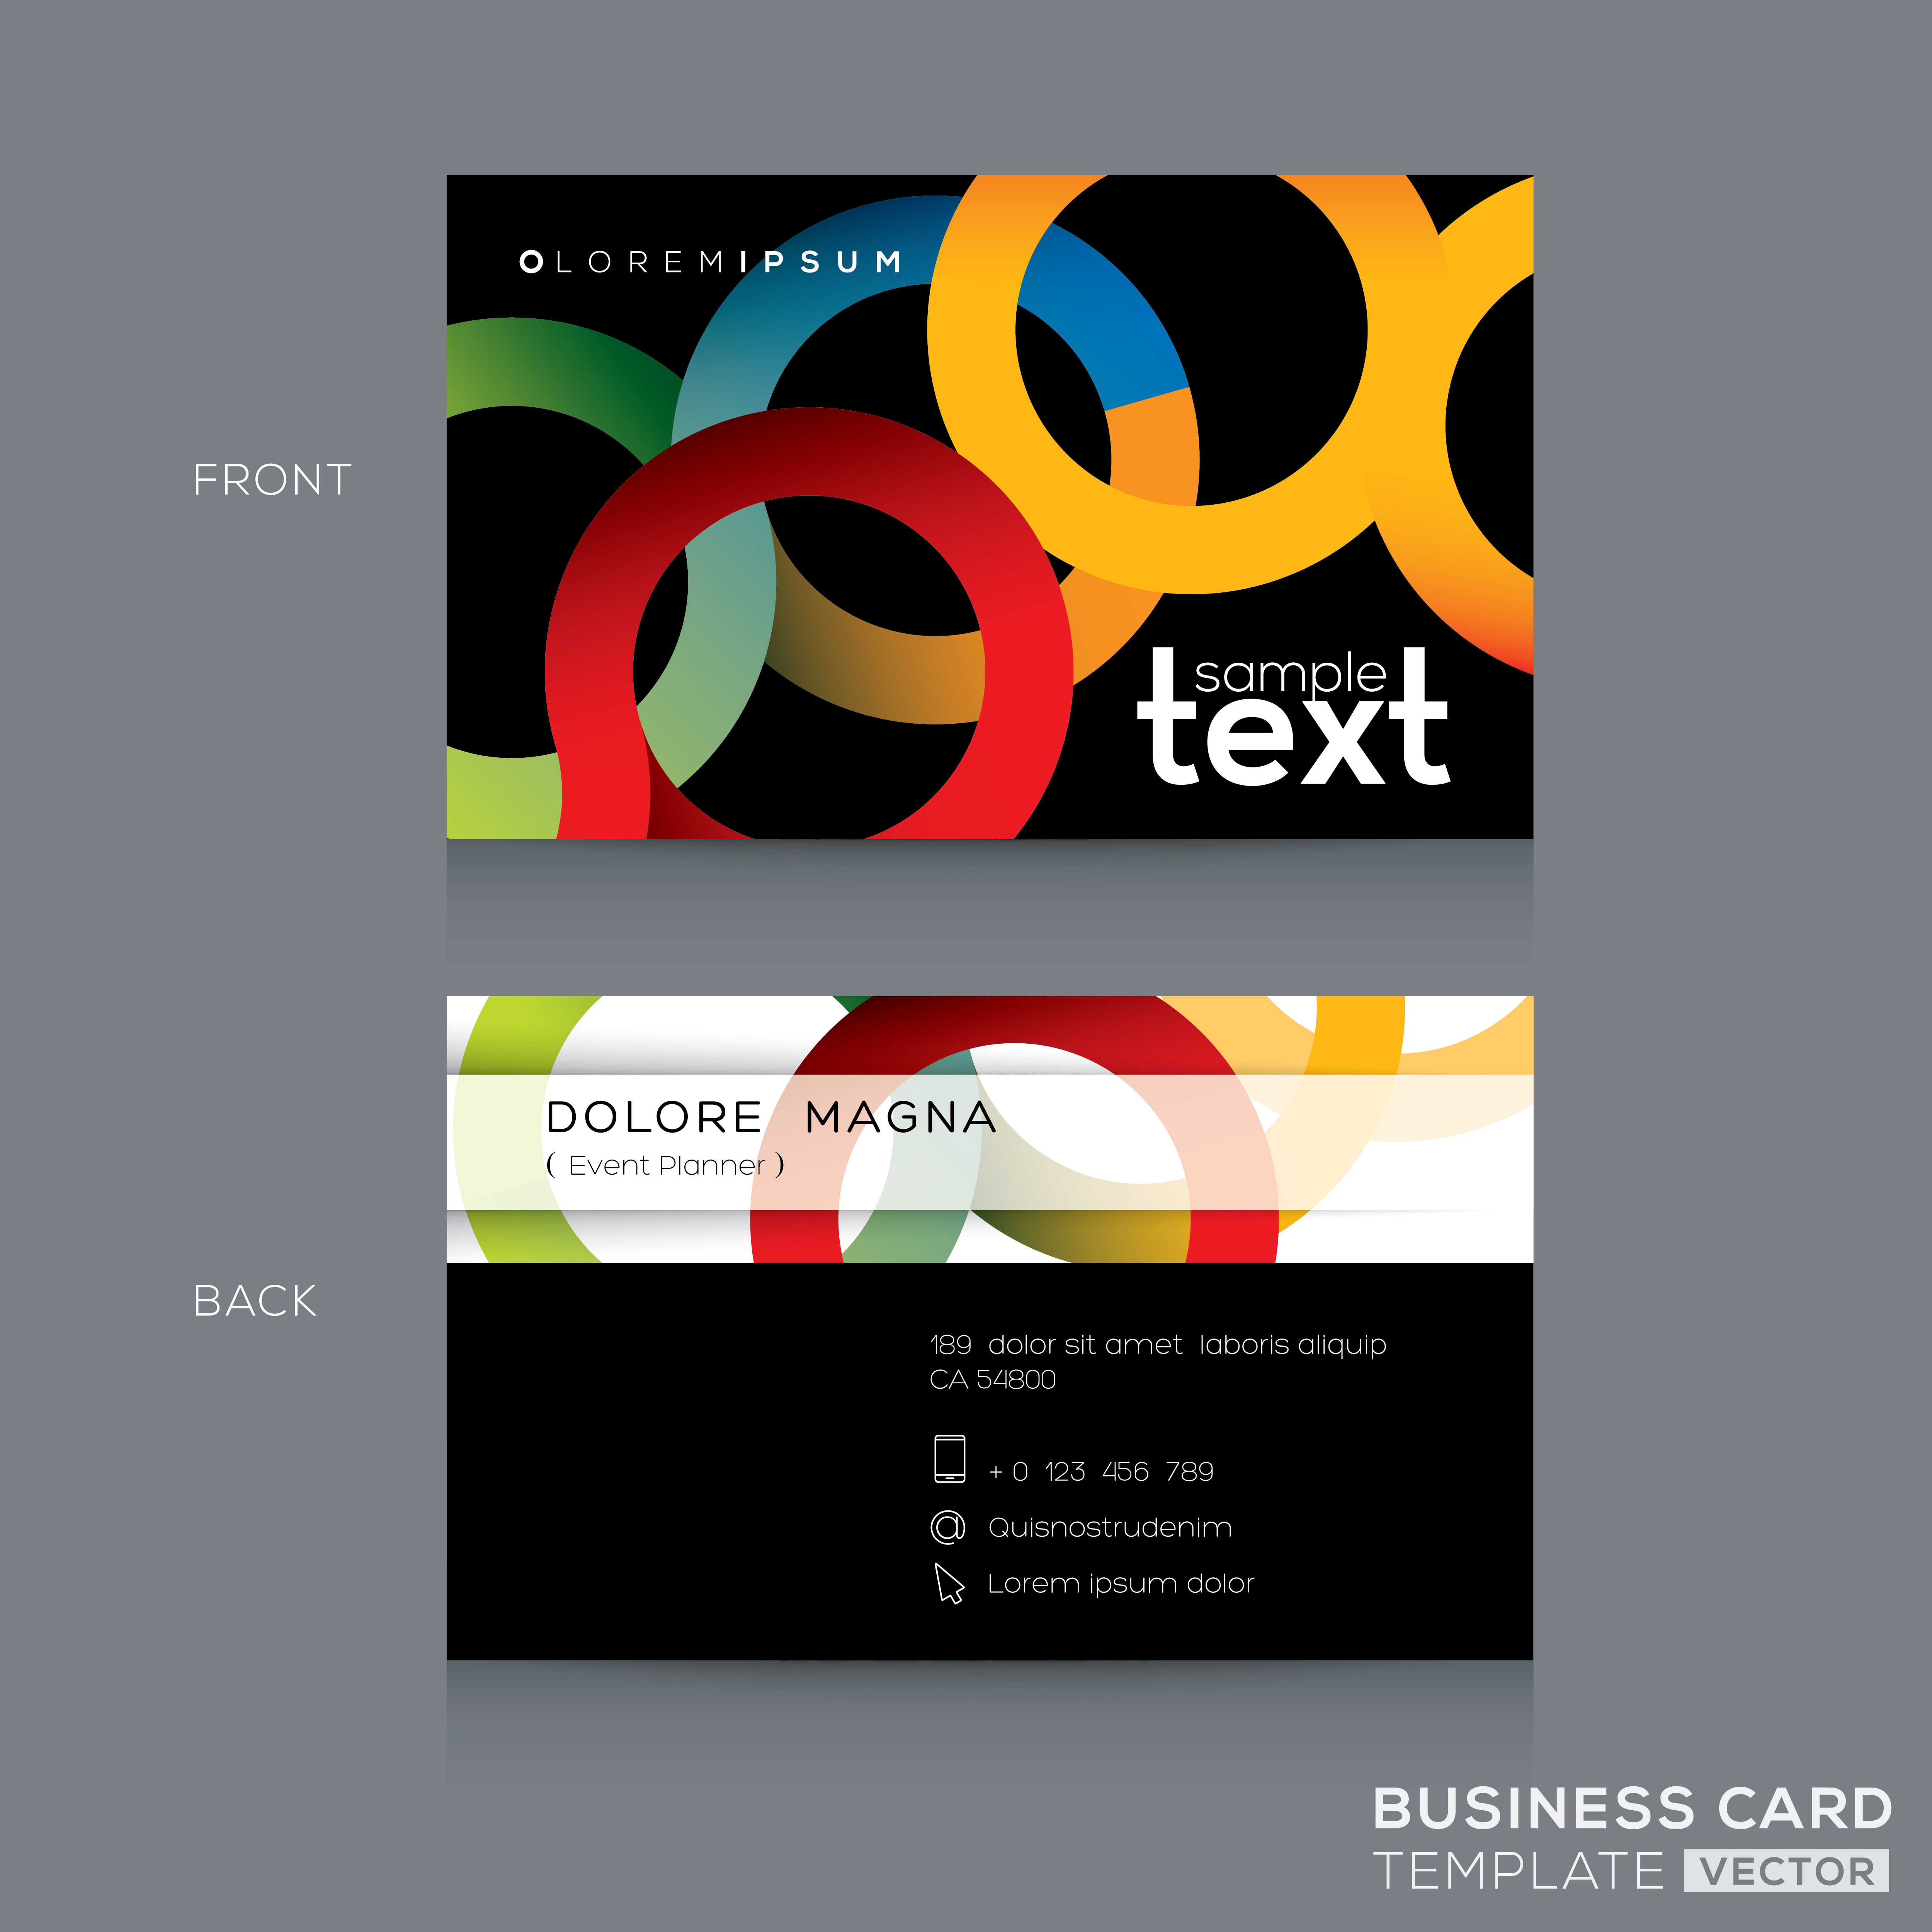 OLOREMIPSUM
FRONT
sample
text
DOLORE MAGNA
( Event Planner )
BACK
189 dolor sit amet laboris aliquip
CA 54800
+ 0 123 456 789
@ Quisnostrudenim
Lorem ipsum dolor
BUSINESS CARD
TEMPLATE VECTOR